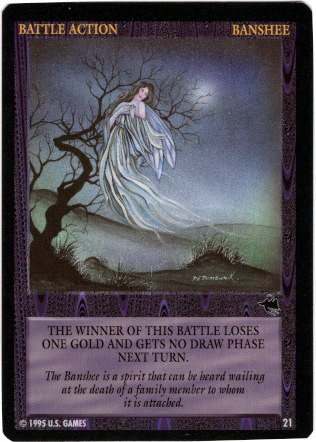 BATTLE ACTION BANSHEE
THE WINNER OF THIS BATTLE LOSES
ONE GOLD AND GETS NO DRAW PHASE
NEXT TURN.
The Banshee is a spirit that can be heard wailing
at the death of a family member to whom
it is attached.
© 1995 U.S. GAMES 21